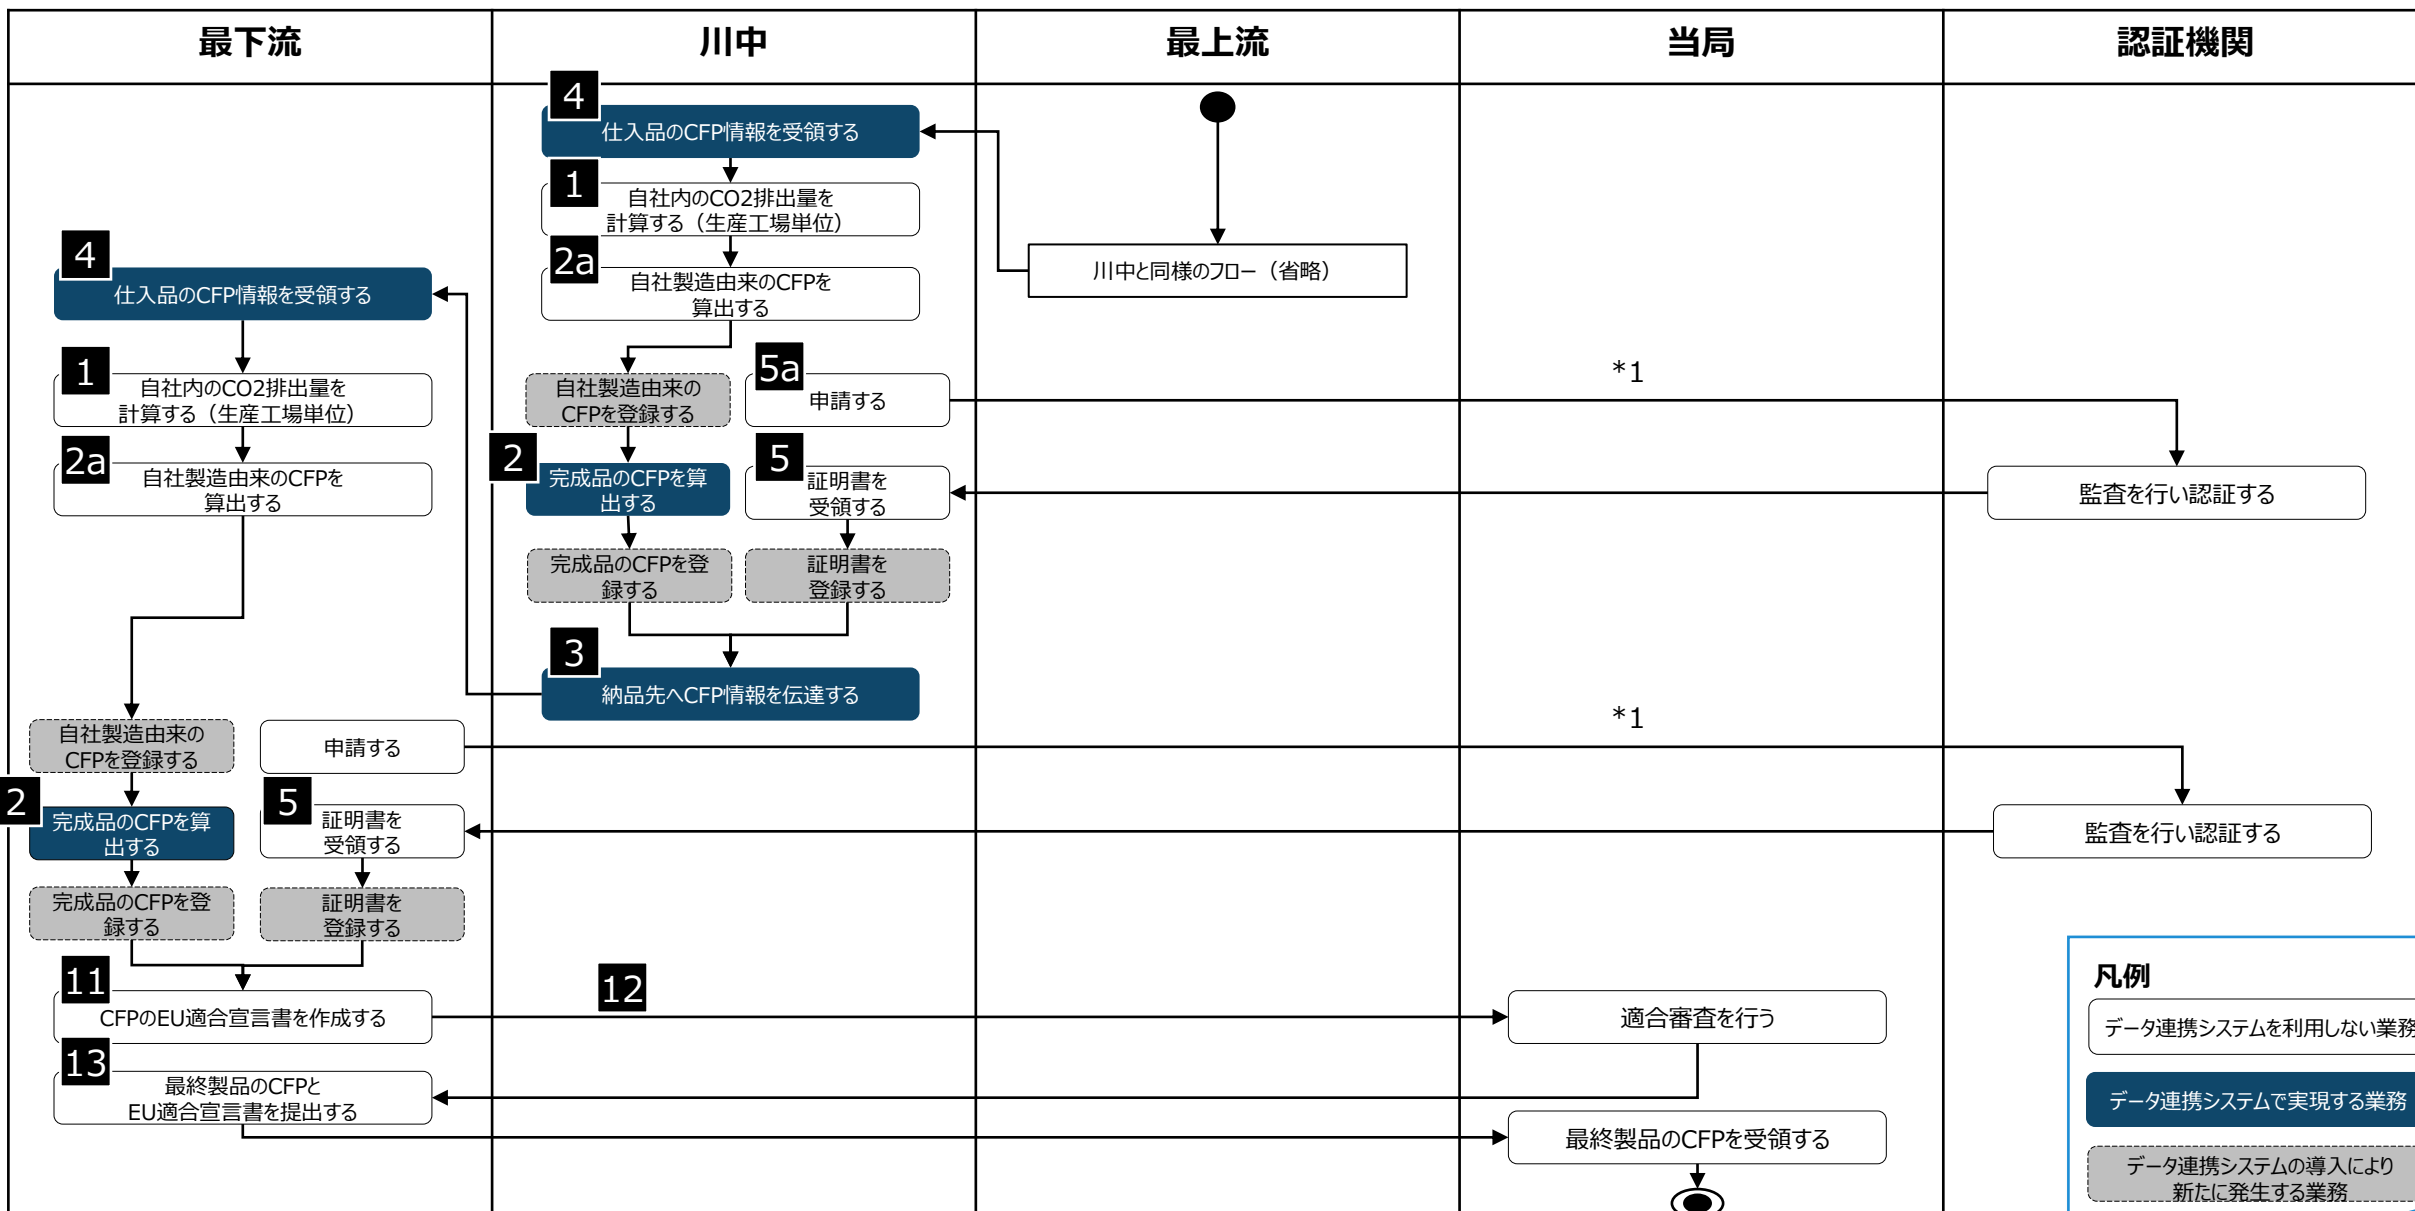 最下流
川中
最上流
当局
認証機関
4
仕入品のCFP情報を受領する
1
自社内のCO2排出量を
計算する（生産工場単位）
2a
自社製造由来のCFPを
算出する
川中と同様のフロー（省略）
4
仕入品のCFP情報を受領する
1
自社内のCO2排出量を
計算する（生産工場単位）
2a
自社製造由来のCFPを
算出する
自社製造由来の
CFPを登録する
5a
申請する
*1
2
完成品のCFPを算
出する
5
証明書を
受領する
監査を行い認証する
完成品のCFPを登
録する
証明書を
登録する
3
納品先へCFP情報を伝達する
自社製造由来の
CFPを登録する
申請する
*1
2
完成品のCFPを算
出する
5
証明書を
受領する
監査を行い認証する
完成品のCFPを登
録する
証明書を
登録する
11
CFPのEU適合宣言書を作成する
12
適合審査を行う
13
最終製品のCFPと
EU適合宣言書を提出する
最終製品のCFPを受領する
凡例
データ連携システムを利用しない業務
データ連携システムで実現する業務
データ連携システムの導入により
新たに発生する業務